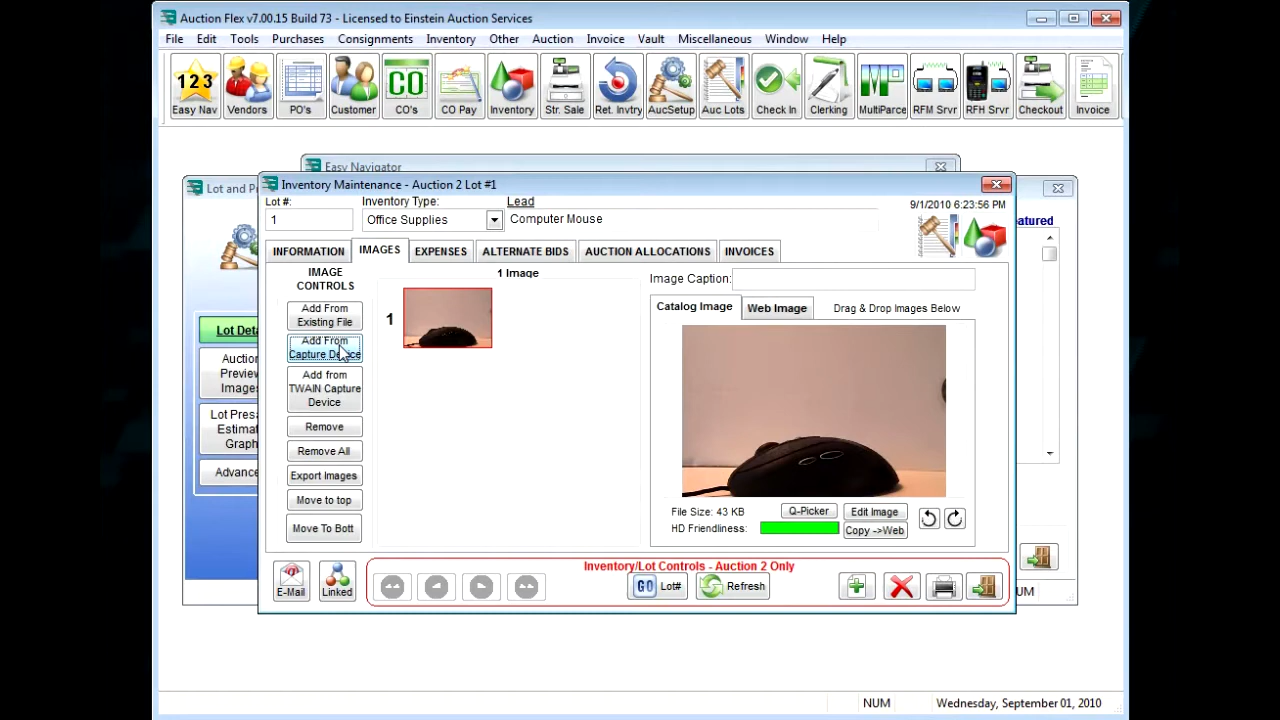 Auction Flex v7.00.15 Build 73 - Licensed to Einstein Auction Services
File Edit Tools Purchases Consignments Inventory Other Auction Invoice Vault Miscellaneous Window Help
123
CO
MP
Easy Nav Vendors PO's Customer CO's CO Pay Inventory Str. Sale Ret. Invtry AucSetup Auc Lots Check In Clerking MultiParce RFM Srvr RFH Srvr Checkout Invoice
Easy Navigator
Lot and P
Inventory Maintenance - Auction 2 Lot #1
Lot #: Inventory Type: Lead
9/1/2010 6:23:56 PM
1 Office Supplies Computer Mouse
atured
INFORMATION IMAGES EXPENSES ALTERNATE BIDS AUCTION ALLOCATIONS INVOICES
IMAGE
CONTROLS
1 Image
Image Caption:
Add From
Existing File
Catalog Image Web Image Drag & Drop Images Below
1
Add From
Capture Device
Add from
TWAIN Capture
Device
Remove
Remove All
Export Images
Move to top
Move To Bott
Lot Deta
Auction
Preview
Images
Lot Presa
Estimat
Graph
Advance
File Size: 43 KB Q-Picker Edit Image
HD Friendliness: Copy ->Web
Inventory/Lot Controls - Auction 2 Only
E-Mail Linked GO Lot# Refresh
UM
NUM Wednesday, September 01, 2010